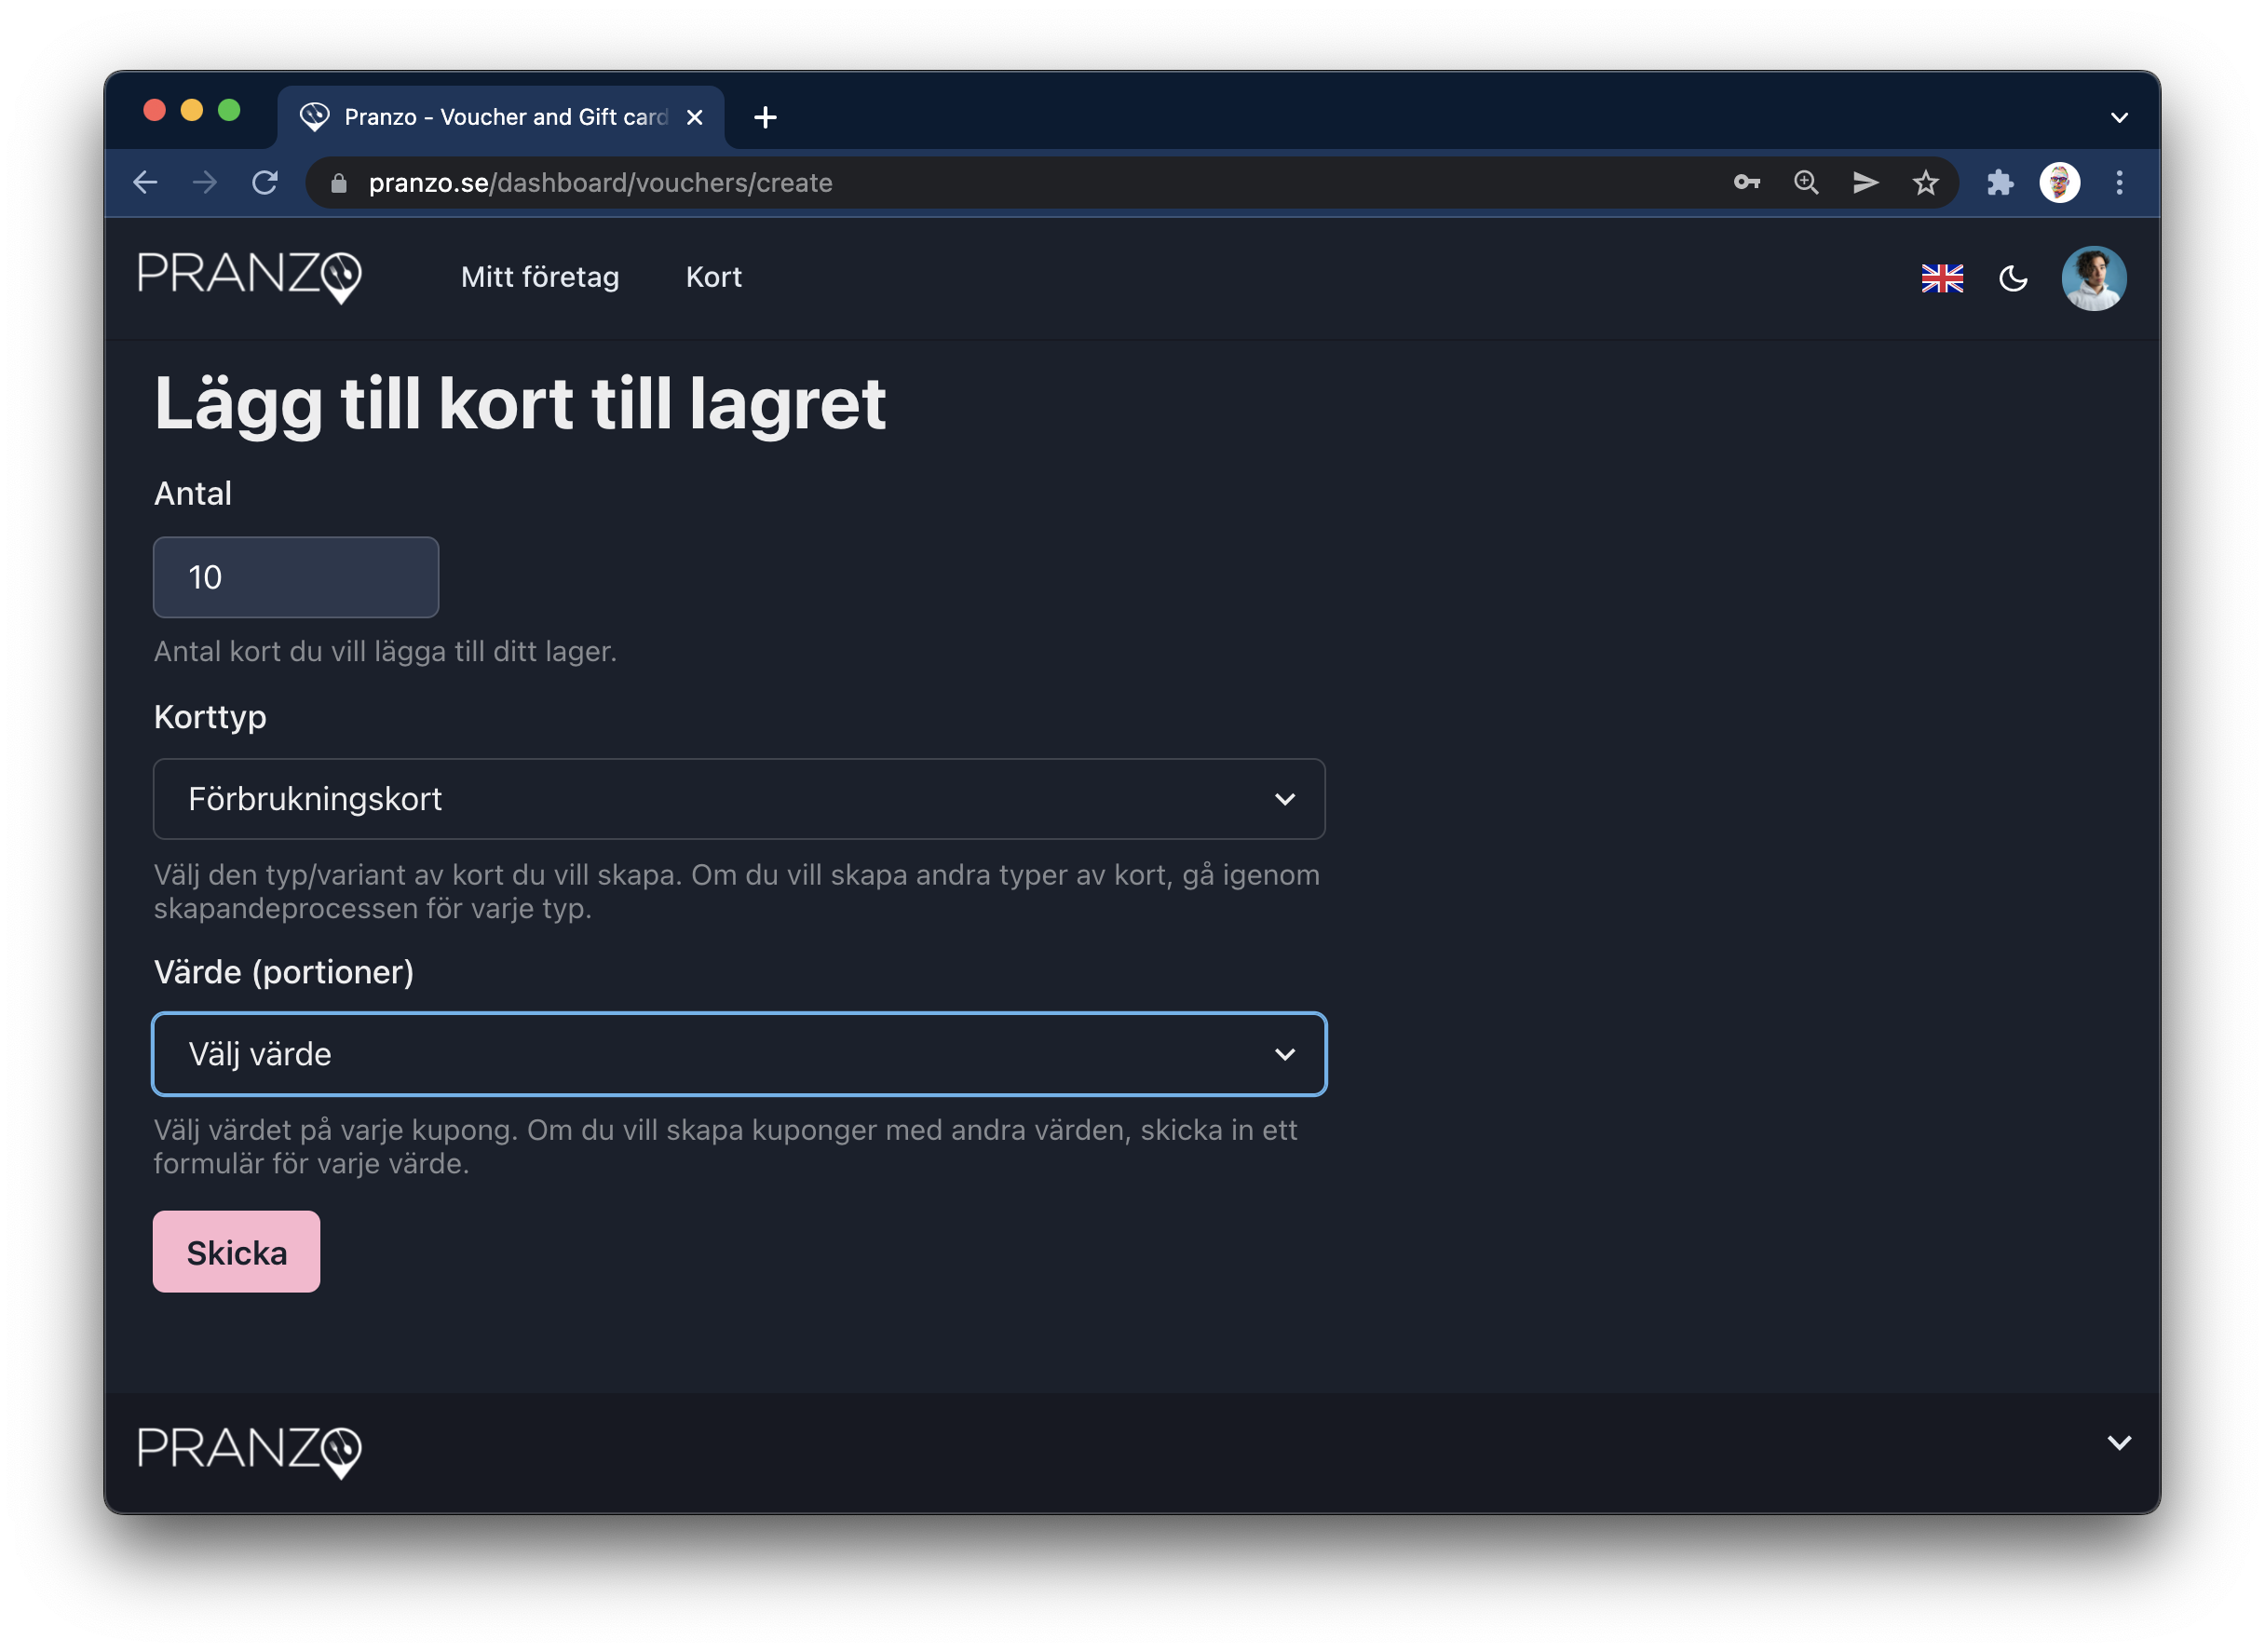 Pranzo - Voucher and Gift card
pranzo.se/dashboard/vouchers/create
PRANZO
Mitt företag
Kort
Lägg till kort till lagret
Antal
10
Antal kort du vill lägga till ditt lager.
Korttyp
Förbrukningskort
Välj den typ/variant av kort du vill skapa. Om du vill skapa andra typer av kort, gå igenom
skapandeprocessen för varje typ.
Värde (portioner)
Välj värde
Välj värdet på varje kupong. Om du vill skapa kuponger med andra värden, skicka in ett
formulär för varje värde.
Skicka
PRANZO